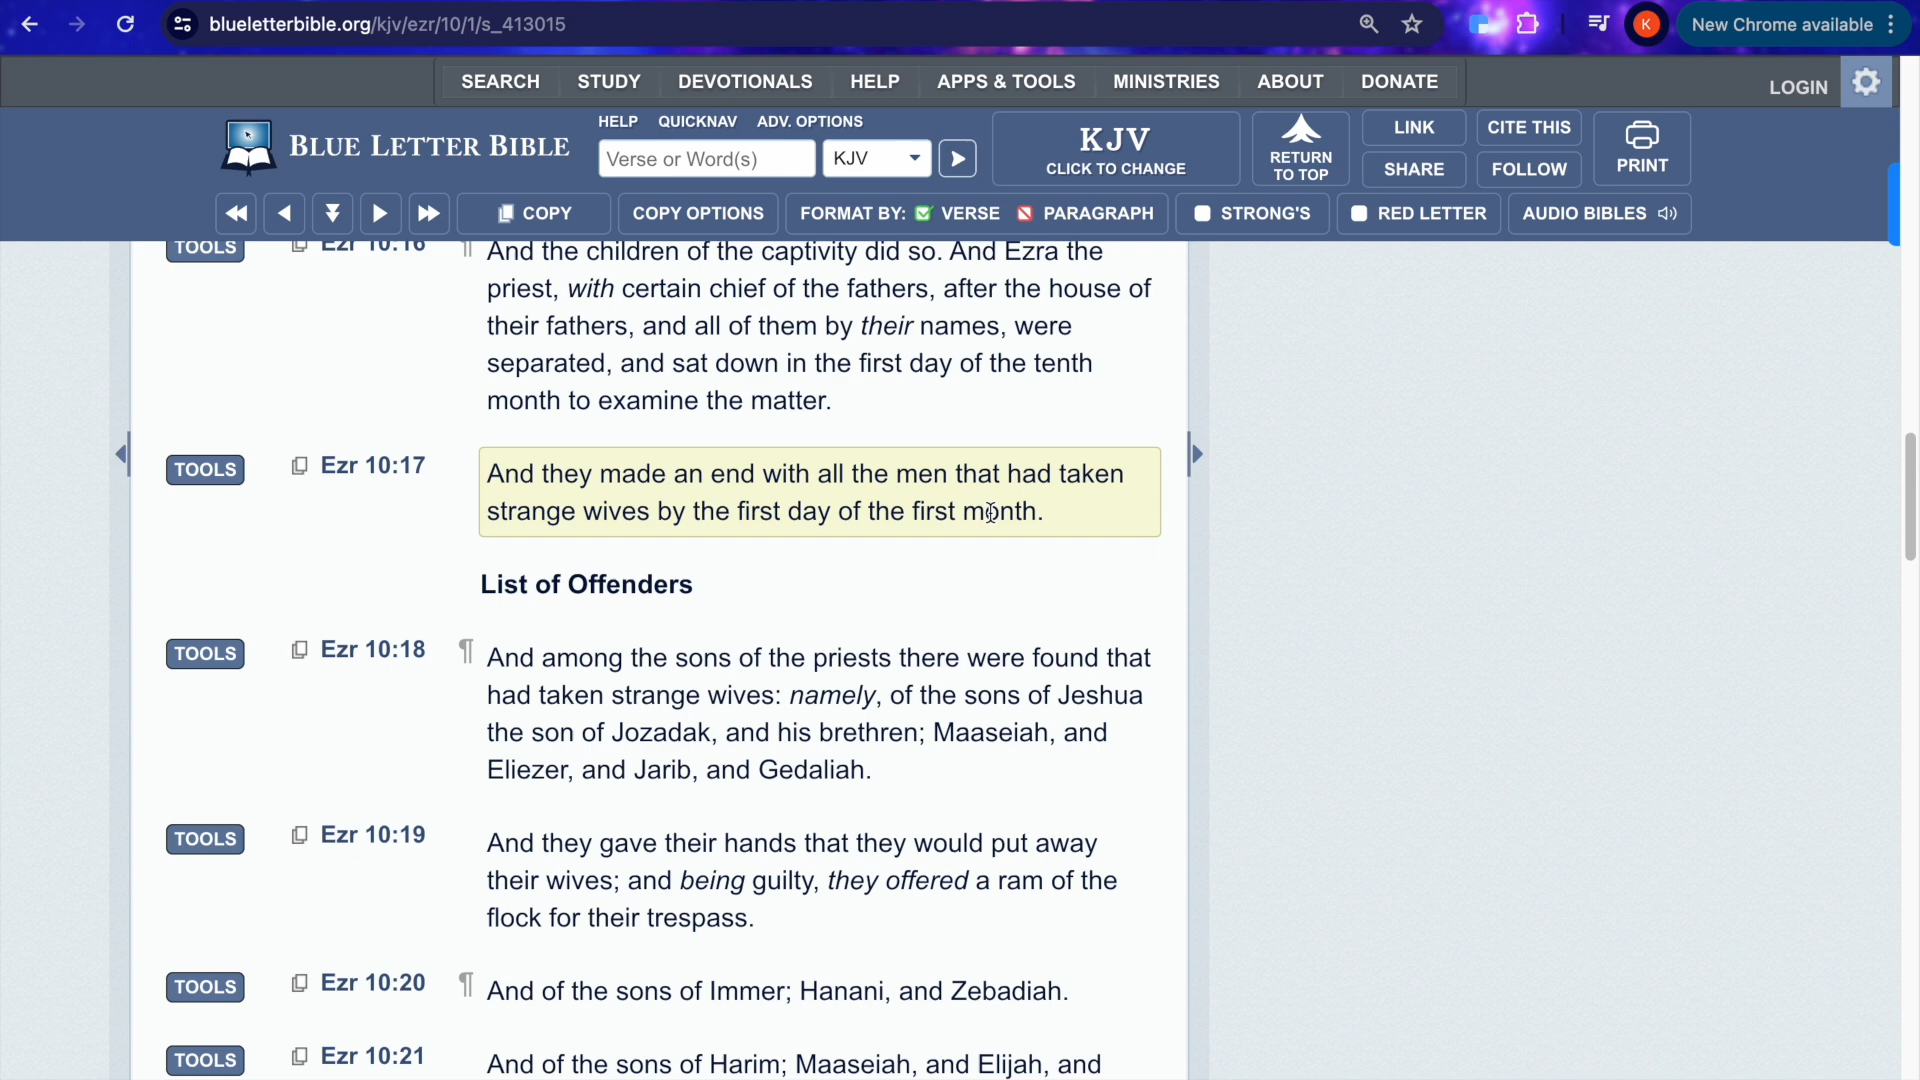 blueletterbible.org/kjv/ezr/10/1/s_413015
K
New Chrome available
SEARCH STUDY DEVOTIONALS HELP APPS & TOOLS MINISTRIES ABOUT DONATE
LOGIN
BLUE LETTER BIBLE
HELP QUICKNAV ADV. OPTIONS
Verse or Word(s)
KJV
KJV
CLICK TO CHANGE
RETURN
TO TOP
LINK
CITE THIS
SHARE
FOLLOW
PRINT
COPY
COPY OPTIONS
FORMAT BY: VERSE PARAGRAPH
STRONG'S
RED LETTER
AUDIO BIBLES
TOOLS Ezr 10:16 ¶ And the children of the captivity did so. And Ezra the
priest, with certain chief of the fathers, after the house of
their fathers, and all of them by their names, were
separated, and sat down in the first day of the tenth
month to examine the matter.
TOOLS Ezr 10:17 And they made an end with all the men that had taken
strange wives by the first day of the first month.
List of Offenders
TOOLS Ezr 10:18 ¶ And among the sons of the priests there were found that
had taken strange wives: namely, of the sons of Jeshua
the son of Jozadak, and his brethren; Maaseiah, and
Eliezer, and Jarib, and Gedaliah.
TOOLS Ezr 10:19 And they gave their hands that they would put away
their wives; and being guilty, they offered a ram of the
flock for their trespass.
TOOLS Ezr 10:20 ¶ And of the sons of Immer; Hanani, and Zebadiah.
TOOLS Ezr 10:21 And of the sons of Harim; Maaseiah, and Elijah, and